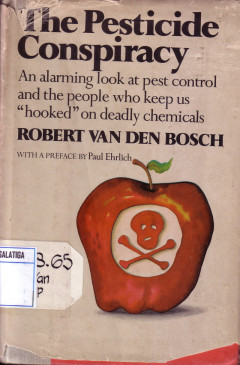 The Pesticide
Conspiracy
An alarming look at pest control
and the people who keep us
“hooked” on deadly chemicals
ROBERT VAN DEN BOSCH
WITH A PREFACE BY Paul Ehrlich
SALATIGA
3.65
an
P